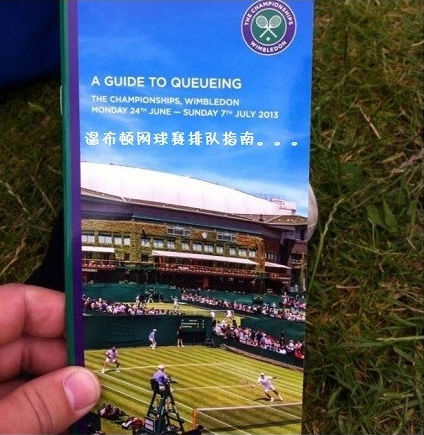 THE CHAMPIONSHIPS
WIMBLEDON
A GUIDE TO QUEUEING
THE CHAMPIONSHIPS, WIMBLEDON
MONDAY 24TH JUNE — SUNDAY 7TH JULY 2013
温布顿网球赛排队指南。。。